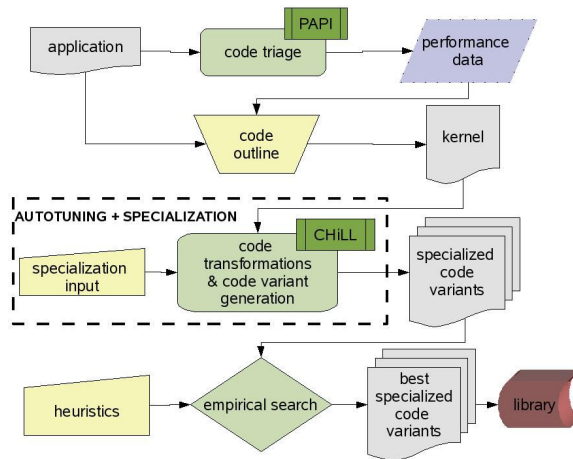 PAPI
application
code triage
performance
data
code
outline
kernel
AUTOTUNING + SPECIALIZATION
CHiLL
specialization
input
code
transformations
& code variant
generation
specialized
code
variants
heuristics
empirical search
best
specialized
code
variants
library